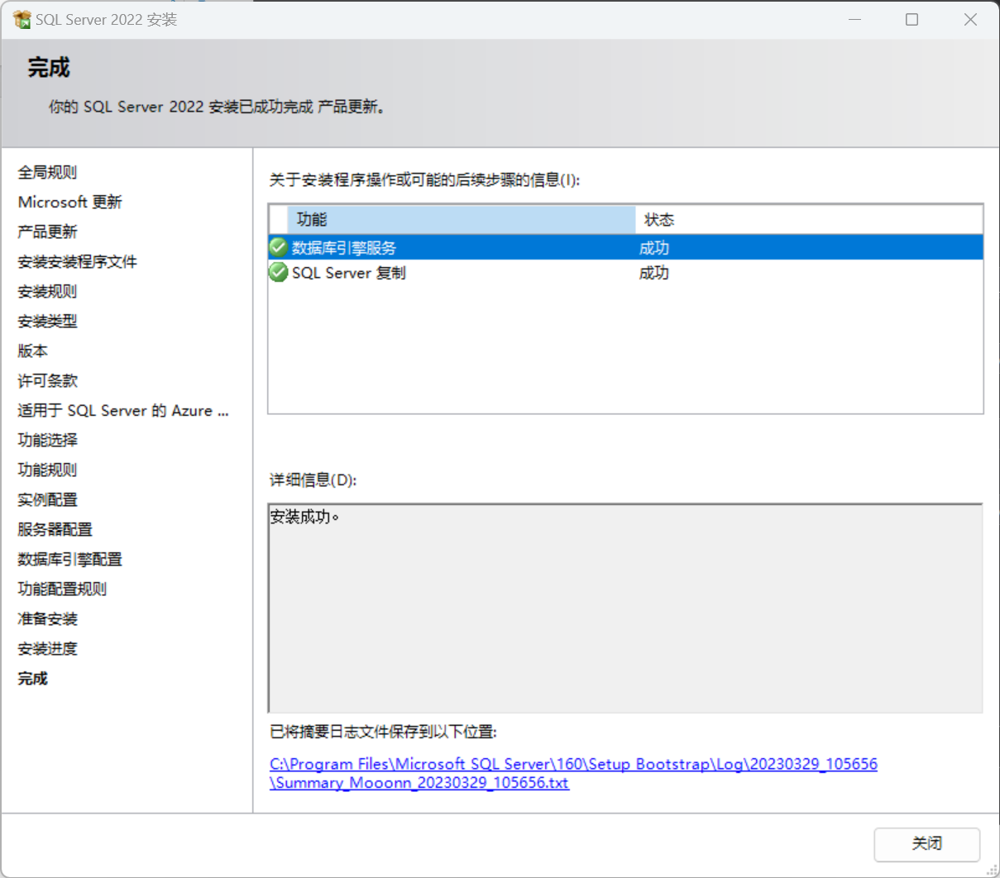 SQL Server 2022 安装
完成
你的 SQL Server 2022 安装已成功完成 产品更新。
全局规则
Microsoft 更新
产品更新
安装安装程序文件
安装规则
安装类型
版本
许可条款
适用于 SQL Server 的 Azure ...
功能选择
功能规则
实例配置
服务器配置
数据库引擎配置
功能配置规则
准备安装
安装进度
完成
关于安装程序操作或可能的后续步骤的信息(I):
功能 状态
数据库引擎服务 成功
SQL Server 复制 成功
详细信息(D):
安装成功。
已将摘要日志文件保存到以下位置:
C:\Program Files\Microsoft SQL Server\160\Setup Bootstrap\Log\20230329_105656
\Summary_Mooonn_20230329_105656.txt
关闭